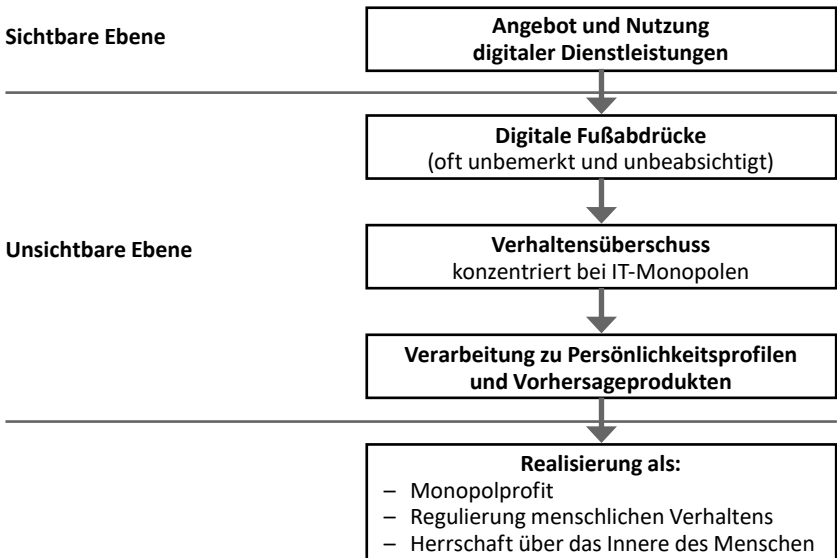 Sichtbare Ebene
Angebot und Nutzung
digitaler Dienstleistungen
Digitale Fußabdrücke
(oft unbemerkt und unbeabsichtigt)
Unsichtbare Ebene
Verhaltensüberschuss
konzentriert bei IT-Monopolen
Verarbeitung zu Persönlichkeitsprofilen
und Vorhersageprodukten
Realisierung als:
– Monopolprofit
– Regulierung menschlichen Verhaltens
– Herrschaft über das Innere des Menschen